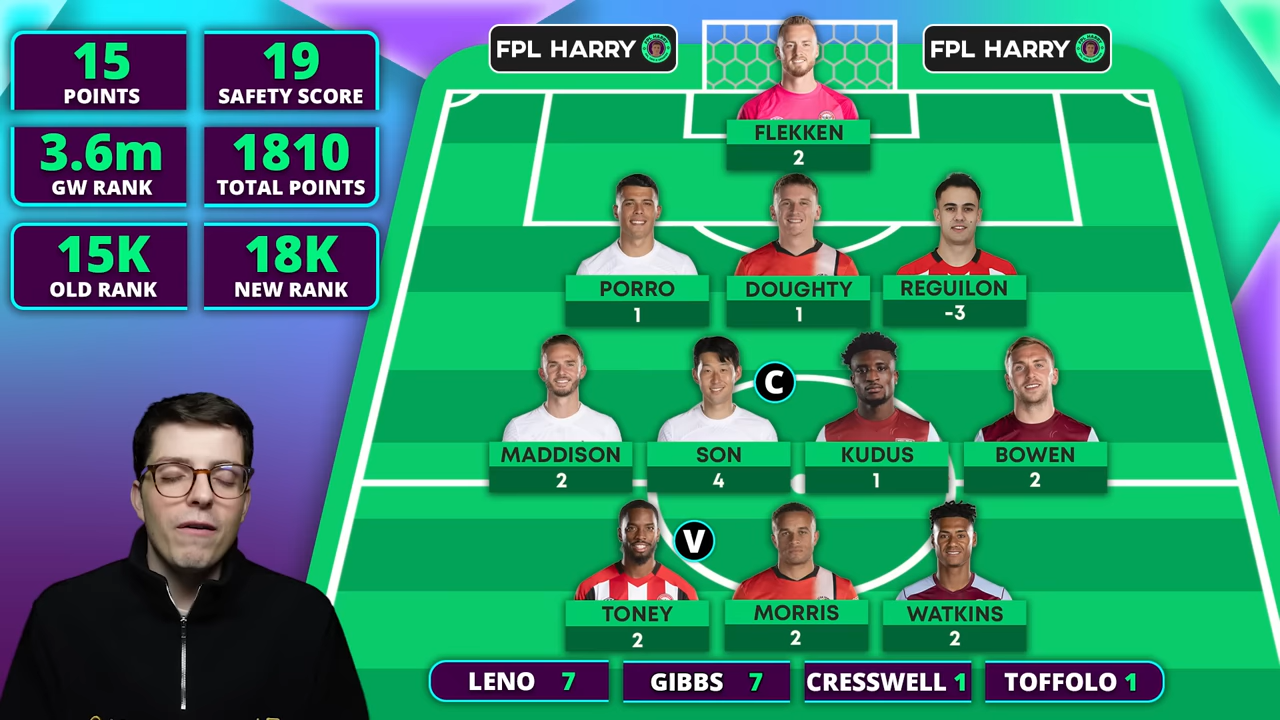 15
POINTS
19
SAFETY SCORE
3.6m
GW RANK
1810
TOTAL POINTS
15K
OLD RANK
18K
NEW RANK
FPL HARRY
FPL HARRY
FLEKKEN
2
PORRO
1
DOUGHTY
1
REGUILON
-3
MADDISON
2
SON
4
C
KUDUS
1
BOWEN
2
TONEY
2
V
MORRIS
2
WATKINS
2
LENO 7
GIBBS 7
CRESSWELL 1
TOFFOLO 1